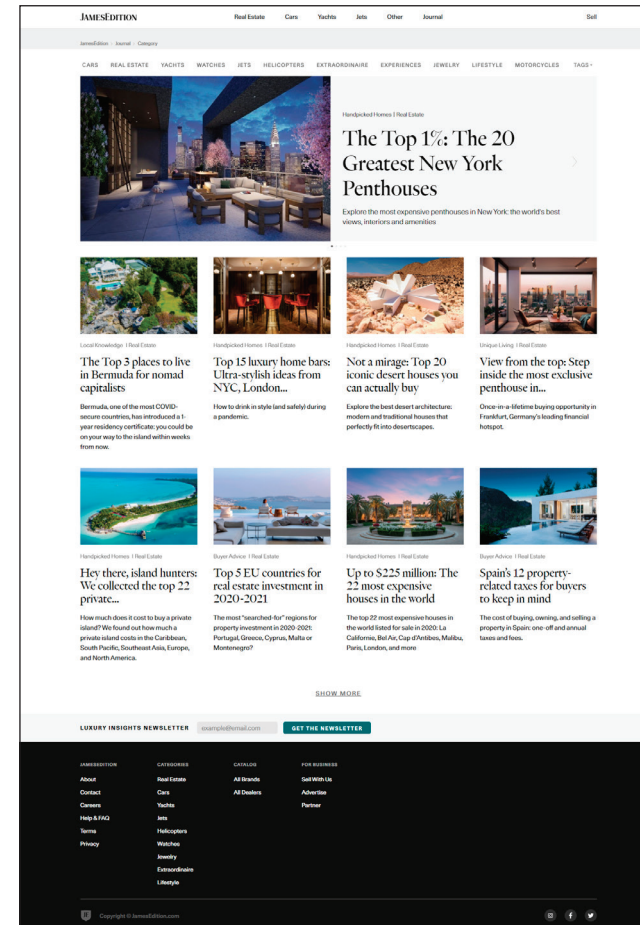 JAMESEDITION
Real Estate Cars Yachts Jets Other Journal
Sell
JamesEdition Journal Category
CARS REAL ESTATE YACHTS WATCHES JETS HELICOPTERS EXTRAORDINAIRE EXPERIENCES JEWELRY LIFESTYLE MOTORCYCLES TAGS
Handpicked Homes | Real Estate
The Top 1%: The 20
Greatest New York
Penthouses
Explore the most expensive penthouses in New York: the world's best
views, interiors and amenities
Local Knowledge | Real Estate
The Top 3 places to live
in Bermuda for nomad
capitalists
Bermuda, one of the most COVID-
secure countries, has introduced a 1-
year residency certificate: you could be
on your way to the island within weeks
from now.
Handpicked Homes | Real Estate
Top 15 luxury home bars:
Ultra-stylish ideas from
NYC, London...
How to drink in style (and safely) during
a pandemic.
Handpicked Homes | Real Estate
Not a mirage: Top 20
iconic desert houses you
can actually buy
Explore the best desert architecture:
modern and traditional houses that
perfectly fit into desertscapes.
Unique Living | Real Estate
View from the top: Step
inside the most exclusive
penthouse in...
Once-in-a-lifetime buying opportunity in
Frankfurt, Germany's leading financial
hotspot.
Handpicked Homes | Real Estate
Hey there, island hunters:
We collected the top 22
private...
How much does it cost to buy a private
island? We found out how much a
private island costs in the Caribbean,
South Pacific, Southeast Asia, Europe,
and North America.
Buyer Advice | Real Estate
Top 5 EU countries for
real estate investment in
2020-2021
The most "searched-for" regions for
property investment in 2020-2021:
Portugal, Greece, Cyprus, Malta or
Montenegro?
Handpicked Homes | Real Estate
Up to $225 million: The
22 most expensive
houses in the world
The top 22 most expensive houses in
the world listed for sale in 2020: La
Californie, Bel Air, Cap d'Antibes, Malibu,
Paris, London, and more
Buyer Advice | Real Estate
Spain's 12 property-
related taxes for buyers
to keep in mind
The cost of buying, owning, and selling a
property in Spain: one-off and annual
taxes and fees.
SHOW MORE
LUXURY INSIGHTS NEWSLETTER example@email.com GET THE NEWSLETTER
JAMESEDITION
About
Contact
Careers
Help & FAQ
Terms
Privacy
CATEGORIES
Real Estate
Cars
Yachts
Jets
Helicopters
Watches
Jewelry
Extraordinaire
Lifestyle
CATALOG
All Brands
All Dealers
FOR BUSINESS
Sell With Us
Advertise
Partner
Copyright © JamesEdition.com